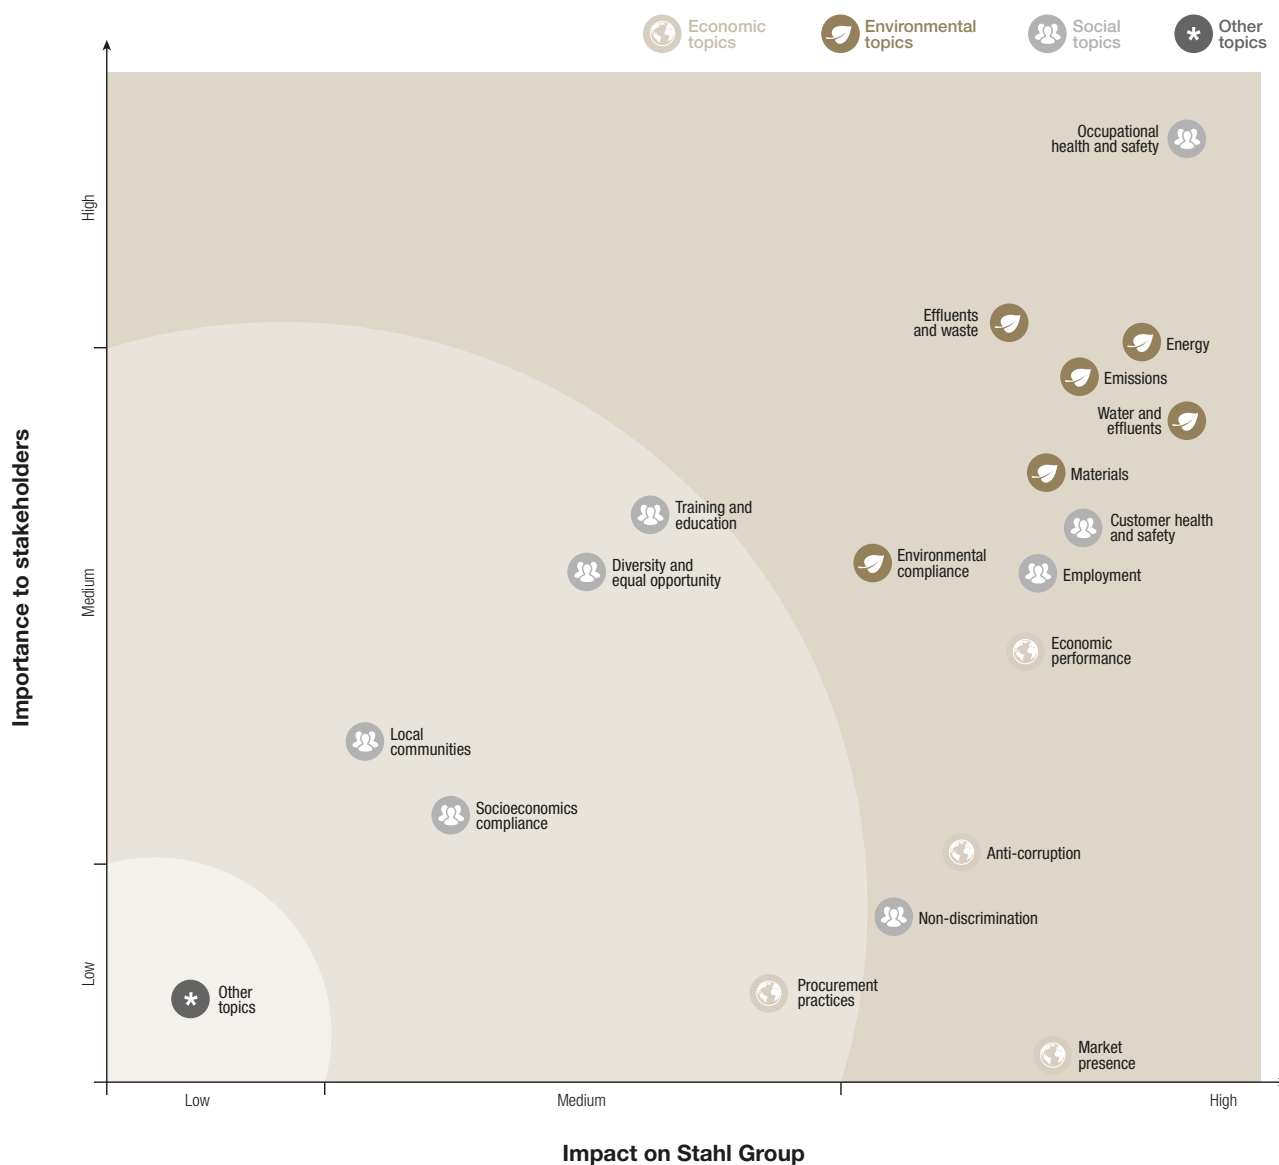 Economic
topics
Environmental
topics
Social
topics
*
Other
topics
Occupational
health and safety
High
Effluents
and waste
Energy
Emissions
Water and
effluents
Materials
Training and
education
Customer health
and safety
Diversity and
equal opportunity
Environmental
compliance
Employment
Medium
Importance to stakeholders
Economic
performance
Local
communities
Socioeconomics
compliance
Anti-corruption
Non-discrimination
Low
*
Other
topics
Procurement
practices
Market
presence
Low
Medium
High
Impact on Stahl Group